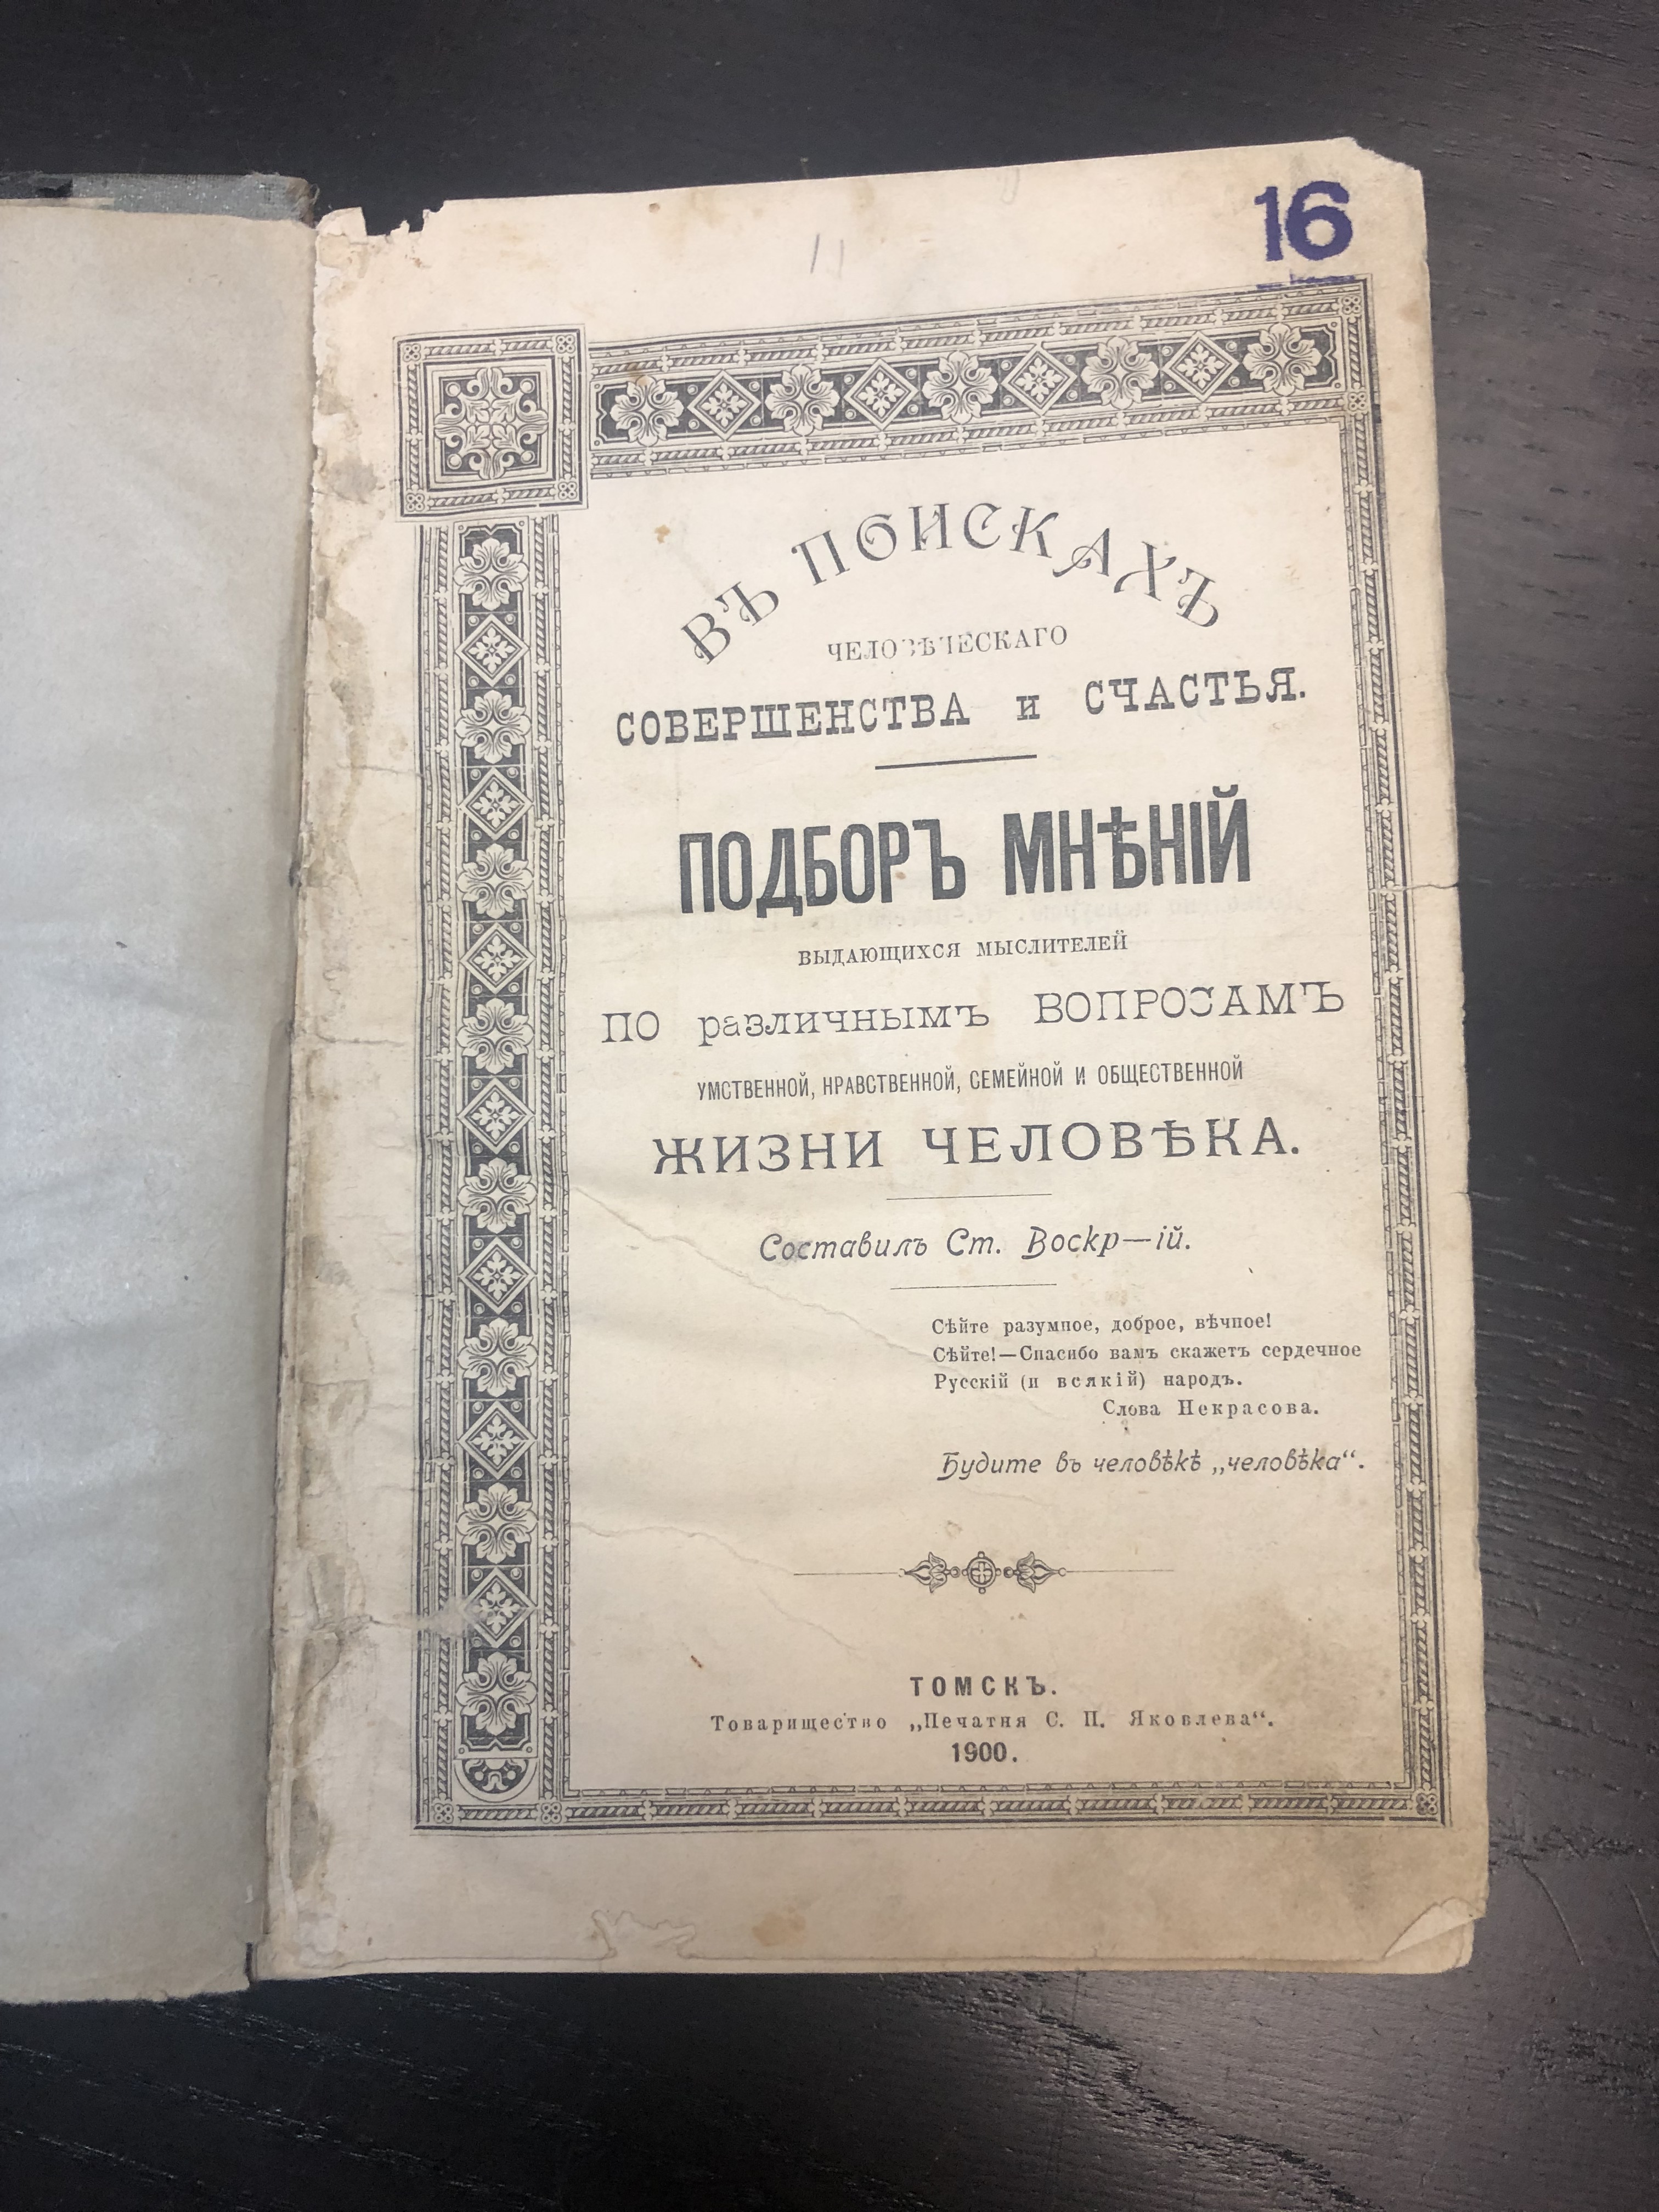 16
ВЪ ПОИСКАХЪ
ЧЕЛОВѢЧЕСКАГО
СОВЕРШЕНСТВА и СЧАСТЬЯ.
ПОДБОРЪ МНѢНІЙ
ВЫДАЮЩИХСЯ МЫСЛИТЕЛЕЙ
ПО различнымъ ВОПРОСАМЪ
УМСТВЕННОЙ, НРАВСТВЕННОЙ, СЕМЕЙНОЙ И ОБЩЕСТВЕННОЙ
ЖИЗНИ ЧЕЛОВѢКА.
Составилъ Ст. Воскр—ій.
Сѣйте разумное, доброе, вѣчное!
Сѣйте!—Спасибо вамъ скажетъ сердечное
Русскій (и всякій) народъ.
Слова Некрасова.
Будите въ человѣкѣ „человѣка“.
ТОМСКЪ.
Товарищество „Печатня С. П. Яковлева“.
1900.